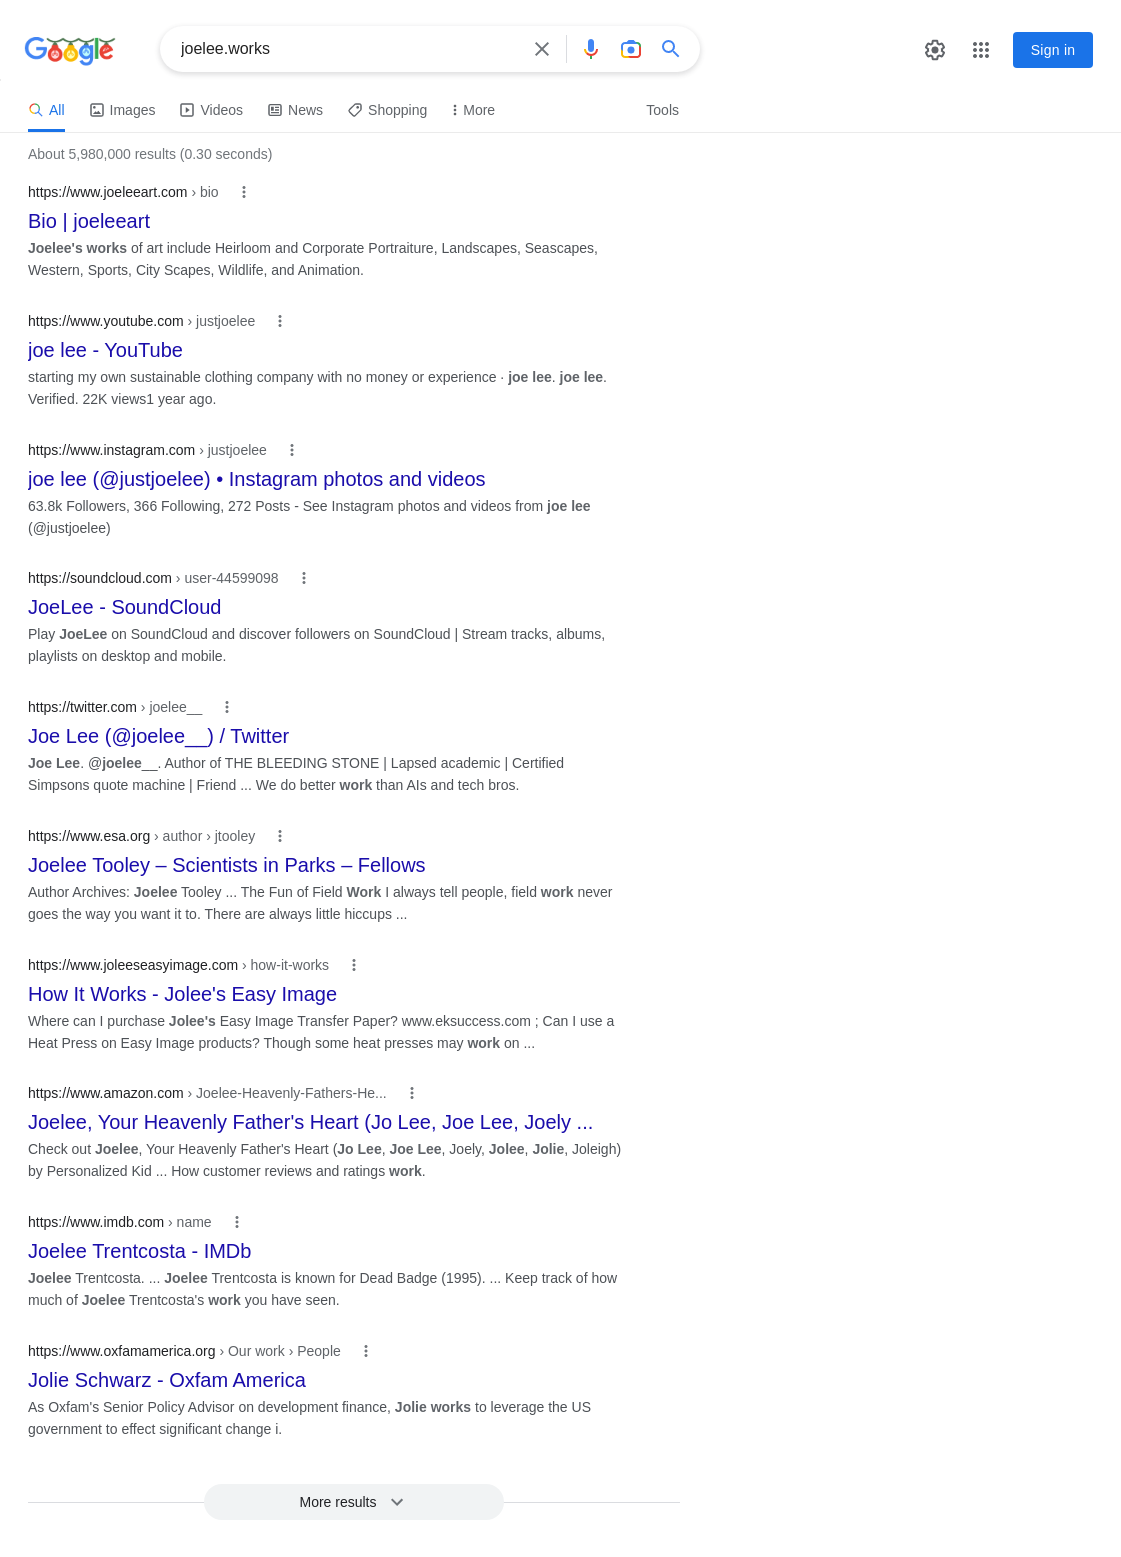 Google
joelee.works
Sign in
All Images Videos News Shopping More Tools
About 5,980,000 results (0.30 seconds)
https://www.joeleeart.com › bio
Bio | joeleeart
Joelee's works of art include Heirloom and Corporate Portraiture, Landscapes, Seascapes,
Western, Sports, City Scapes, Wildlife, and Animation.
https://www.youtube.com › justjoelee
joe lee - YouTube
starting my own sustainable clothing company with no money or experience · joe lee. joe lee.
Verified. 22K views1 year ago.
https://www.instagram.com › justjoelee
joe lee (@justjoelee) • Instagram photos and videos
63.8k Followers, 366 Following, 272 Posts - See Instagram photos and videos from joe lee
(@justjoelee)
https://soundcloud.com › user-44599098
JoeLee - SoundCloud
Play JoeLee on SoundCloud and discover followers on SoundCloud | Stream tracks, albums,
playlists on desktop and mobile.
https://twitter.com › joelee__
Joe Lee (@joelee__) / Twitter
Joe Lee. @joelee__. Author of THE BLEEDING STONE | Lapsed academic | Certified
Simpsons quote machine | Friend ... We do better work than AIs and tech bros.
https://www.esa.org › author › jtooley
Joelee Tooley – Scientists in Parks – Fellows
Author Archives: Joelee Tooley ... The Fun of Field Work I always tell people, field work never
goes the way you want it to. There are always little hiccups ...
https://www.joleeseasyimage.com › how-it-works
How It Works - Jolee's Easy Image
Where can I purchase Jolee's Easy Image Transfer Paper? www.eksuccess.com ; Can I use a
Heat Press on Easy Image products? Though some heat presses may work on ...
https://www.amazon.com › Joelee-Heavenly-Fathers-He...
Joelee, Your Heavenly Father's Heart (Jo Lee, Joe Lee, Joely ...
Check out Joelee, Your Heavenly Father's Heart (Jo Lee, Joe Lee, Joely, Jolee, Jolie, Joleigh)
by Personalized Kid ... How customer reviews and ratings work.
https://www.imdb.com › name
Joelee Trentcosta - IMDb
Joelee Trentcosta. ... Joelee Trentcosta is known for Dead Badge (1995). ... Keep track of how
much of Joelee Trentcosta's work you have seen.
https://www.oxfamamerica.org › Our work › People
Jolie Schwarz - Oxfam America
As Oxfam's Senior Policy Advisor on development finance, Jolie works to leverage the US
government to effect significant change i.
More results